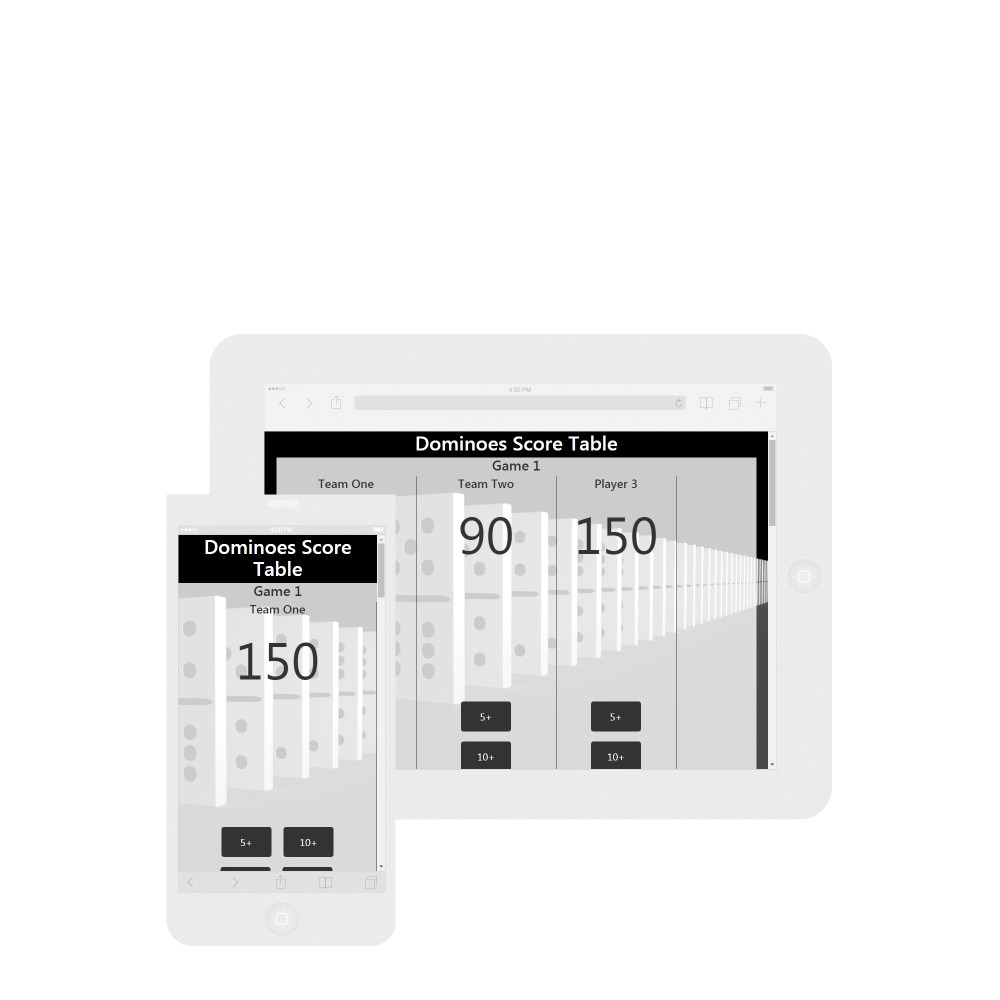 4:00 PM
Dominoes Score Table
Game 1
Team One Team Two Player 3
90 150
5+ 5+
10+ 10+
4:00 PM
Dominoes Score
Table
Game 1
Team One
150
5+ 10+